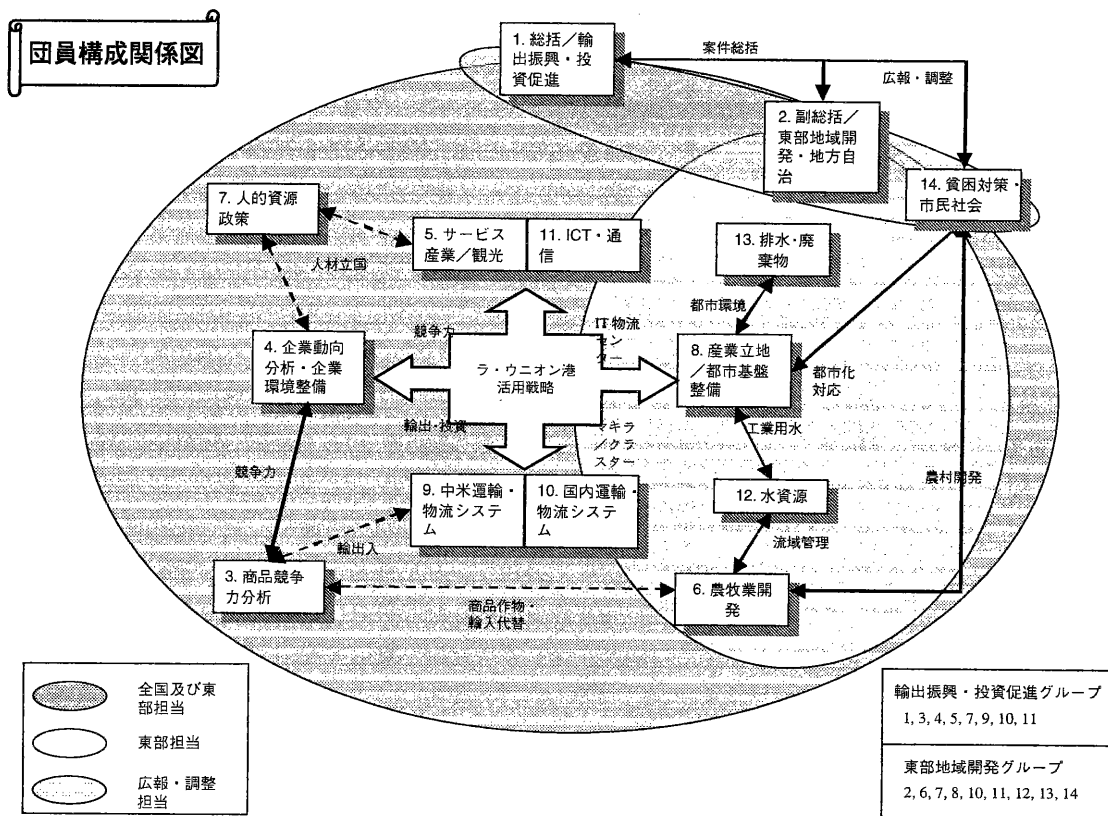 団員構成関係図
1. 総括／輸
出振興・投
資促進
案件総括
広報・調整
2. 副総括／
東部地域開
発・地方自
治
14. 貧困対策・
市民社会
7. 人的資源
政策
5. サービス
産業／観光
11. ICT・通
信
13. 排水・廃
棄物
人材立国
都市環境
競争力
IT 物流
セン
ター
4. 企業動向
分析・企業
環境整備
ラ・ウニオン港
活用戦略
8. 産業立地
／都市基盤
整備
都市化
対応
輸出・投資
マキラ
／クラ
スター
工業用水
競争力
9. 中米運輸・
物流システ
ム
10. 国内運輸・
物流システ
ム
12. 水資源
農村開発
輸出入
流域管理
3. 商品競争
力分析
6. 農牧業開
発
商品作物・
輸入代替
全国及び東
部担当
東部担当
広報・調整
担当
輸出振興・投資促進グループ
1, 3, 4, 5, 7, 9, 10, 11
東部地域開発グループ
2, 6, 7, 8, 10, 11, 12, 13, 14